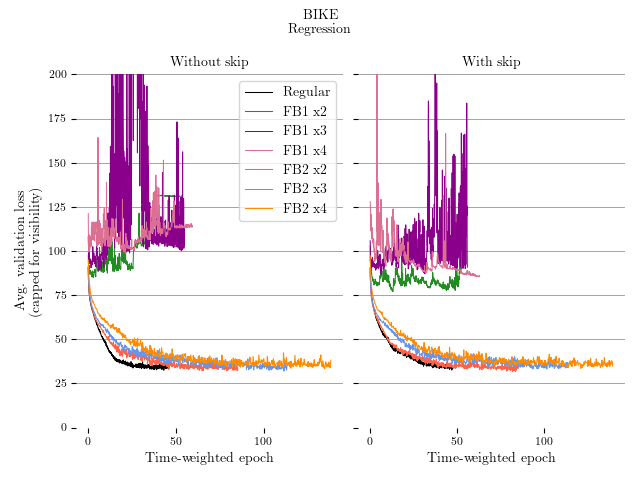 BIKE
Regression
Without skip
With skip
200
175
150
125
100
75
50
25
0
Avg. validation loss
(capped for visibility)
Regular
FB1 x2
FB1 x3
FB1 x4
FB2 x2
FB2 x3
FB2 x4
0 50 100
0 50 100
Time-weighted epoch
Time-weighted epoch